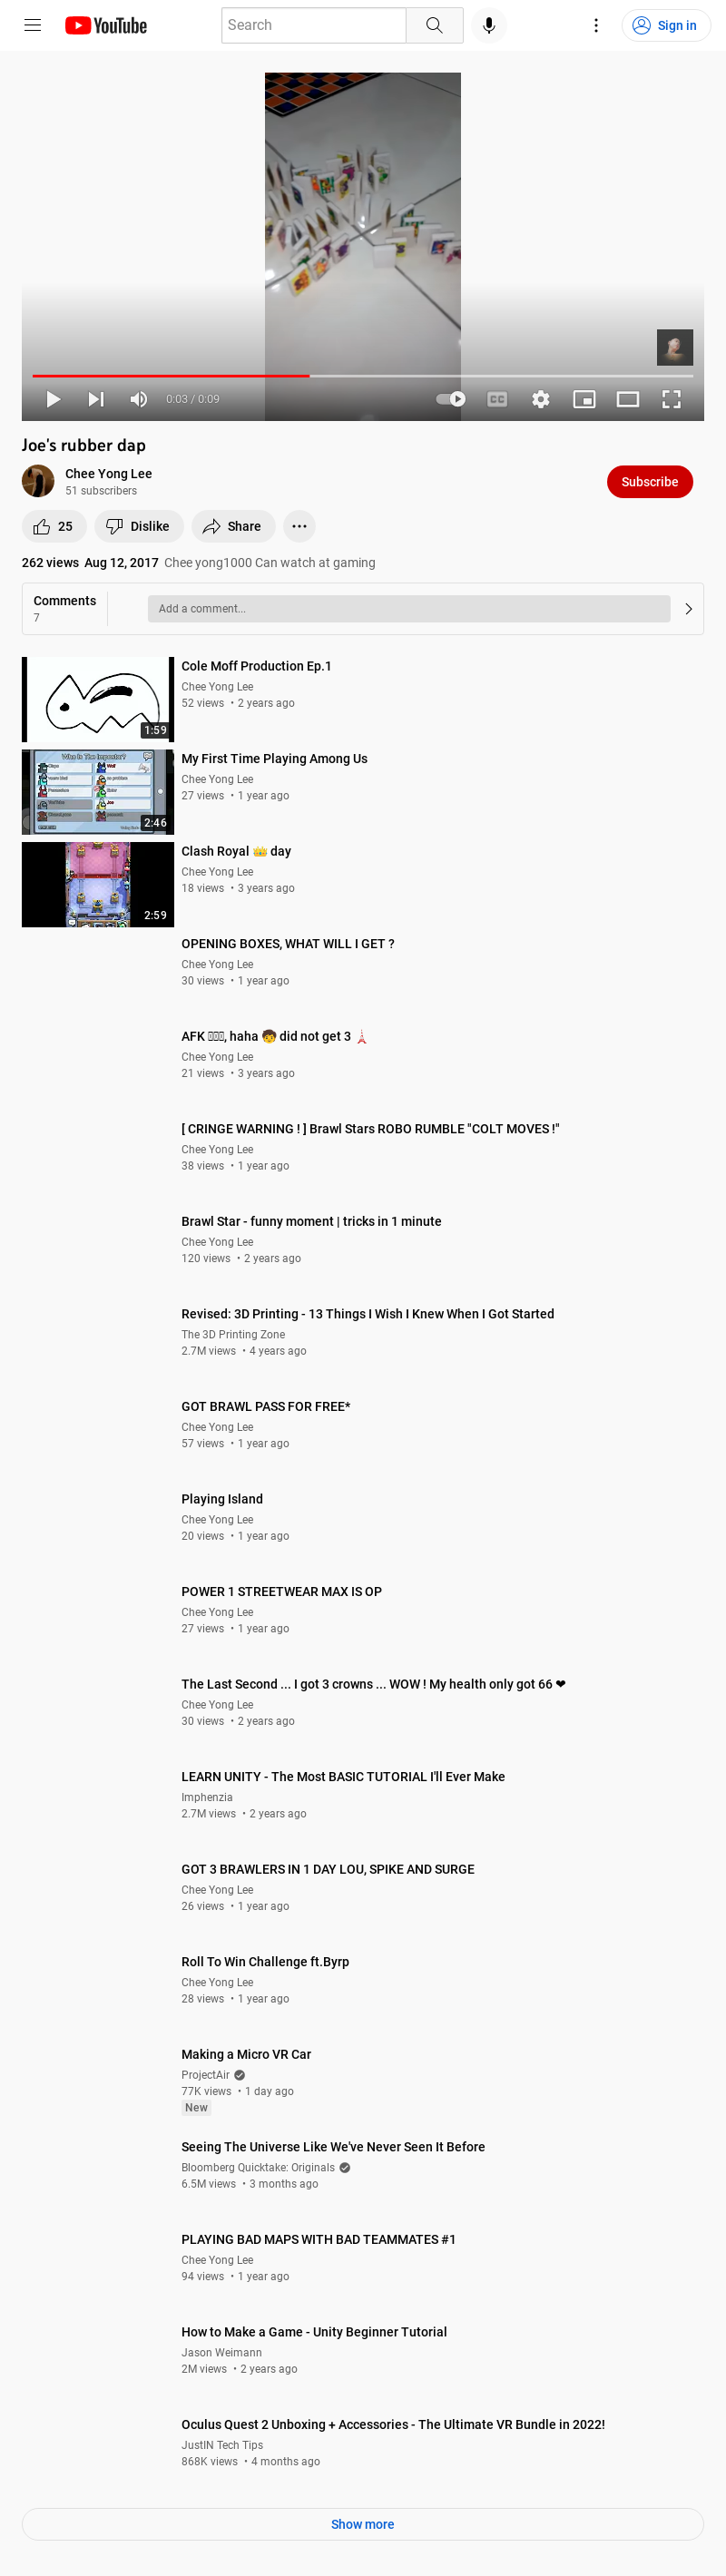 YouTube
Search
Sign in
0:03 / 0:09
CC
Joe's rubber dap
Chee Yong Lee
51 subscribers
Subscribe
25
Dislike
Share
262 views Aug 12, 2017 Chee yong1000 Can watch at gaming
Comments
7
Add a comment...
Cole Moff Production Ep.1
Chee Yong Lee
52 views • 2 years ago
1:59
Who Is The Impostor?
My First Time Playing Among Us
Chee Yong Lee
27 views • 1 year ago
2:46
Clash Royal 👑 day
Chee Yong Lee
18 views • 3 years ago
2:59
OPENING BOXES, WHAT WILL I GET ?
Chee Yong Lee
30 views • 1 year ago
AFK , haha 🧒 did not get 3 🗼
Chee Yong Lee
21 views • 3 years ago
[ CRINGE WARNING ! ] Brawl Stars ROBO RUMBLE "COLT MOVES !"
Chee Yong Lee
38 views • 1 year ago
Brawl Star - funny moment | tricks in 1 minute
Chee Yong Lee
120 views • 2 years ago
Revised: 3D Printing - 13 Things I Wish I Knew When I Got Started
The 3D Printing Zone
2.7M views • 4 years ago
GOT BRAWL PASS FOR FREE*
Chee Yong Lee
57 views • 1 year ago
Playing Island
Chee Yong Lee
20 views • 1 year ago
POWER 1 STREETWEAR MAX IS OP
Chee Yong Lee
27 views • 1 year ago
The Last Second ... I got 3 crowns ... WOW ! My health only got 66 ❤
Chee Yong Lee
30 views • 2 years ago
LEARN UNITY - The Most BASIC TUTORIAL I'll Ever Make
Imphenzia
2.7M views • 2 years ago
GOT 3 BRAWLERS IN 1 DAY LOU, SPIKE AND SURGE
Chee Yong Lee
26 views • 1 year ago
Roll To Win Challenge ft.Byrp
Chee Yong Lee
28 views • 1 year ago
Making a Micro VR Car
ProjectAir
77K views • 1 day ago
New
Seeing The Universe Like We've Never Seen It Before
Bloomberg Quicktake: Originals
6.5M views • 3 months ago
PLAYING BAD MAPS WITH BAD TEAMMATES #1
Chee Yong Lee
94 views • 1 year ago
How to Make a Game - Unity Beginner Tutorial
Jason Weimann
2M views • 2 years ago
Oculus Quest 2 Unboxing + Accessories - The Ultimate VR Bundle in 2022!
JustIN Tech Tips
868K views • 4 months ago
Show more